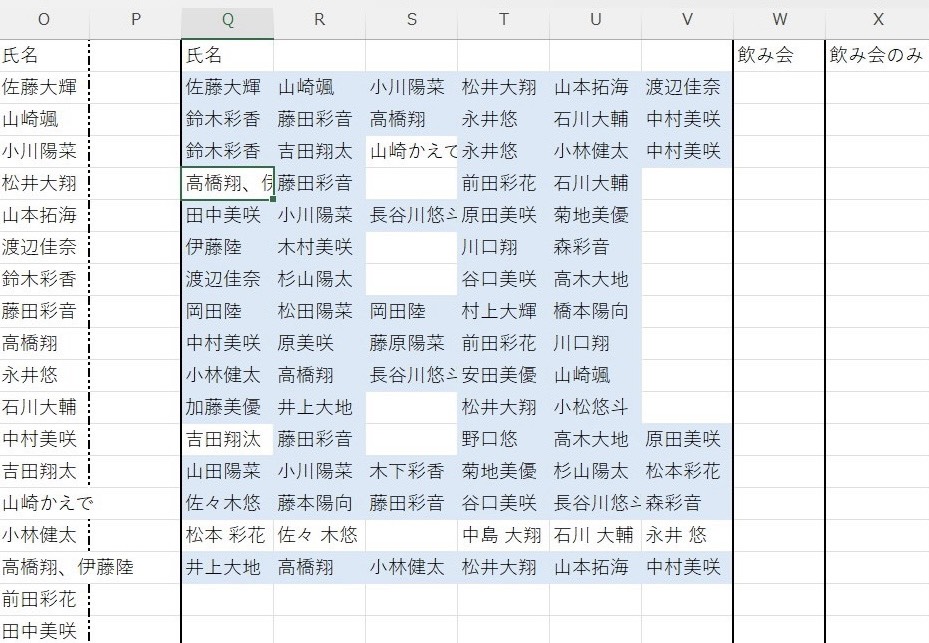 O P Q R S T U V W X
氏名 氏名 飲み会 飲み会のみ
佐藤大輝 佐藤大輝 山崎颯 小川陽菜 松井大翔 山本拓海 渡辺佳奈
山崎颯 鈴木彩香 藤田彩音 高橋翔 永井悠 石川大輔 中村美咲
小川陽菜 鈴木彩香 吉田翔太 山崎かえで 永井悠 小林健太 中村美咲
松井大翔 高橋翔、伊 藤田彩音 前田彩花 石川大輔
山本拓海 田中美咲 小川陽菜 長谷川悠斗 原田美咲 菊地美優
渡辺佳奈 伊藤陸 木村美咲 川口翔 森彩音
鈴木彩香 渡辺佳奈 杉山陽太 谷口美咲 高木大地
藤田彩音 岡田陸 松田陽菜 岡田陸 村上大輝 橋本陽向
高橋翔 中村美咲 原美咲 藤原陽菜 前田彩花 川口翔
永井悠 小林健太 高橋翔 長谷川悠斗 安田美優 山崎颯
石川大輔 加藤美優 井上大地 松井大翔 小松悠斗
中村美咲 吉田翔汰 藤田彩音 野口悠 高木大地 原田美咲
吉田翔太 山田陽菜 小川陽菜 木下彩香 菊地美優 杉山陽太 松本彩花
山崎かえで 佐々木悠 藤本陽向 藤田彩音 谷口美咲 長谷川悠斗 森彩音
小林健太 松本 彩花 佐々 木悠 中島 大翔 石川 大輔 永井 悠
高橋翔、伊藤陸 井上大地 高橋翔 小林健太 松井大翔 山本拓海 中村美咲
前田彩花
田中美咲